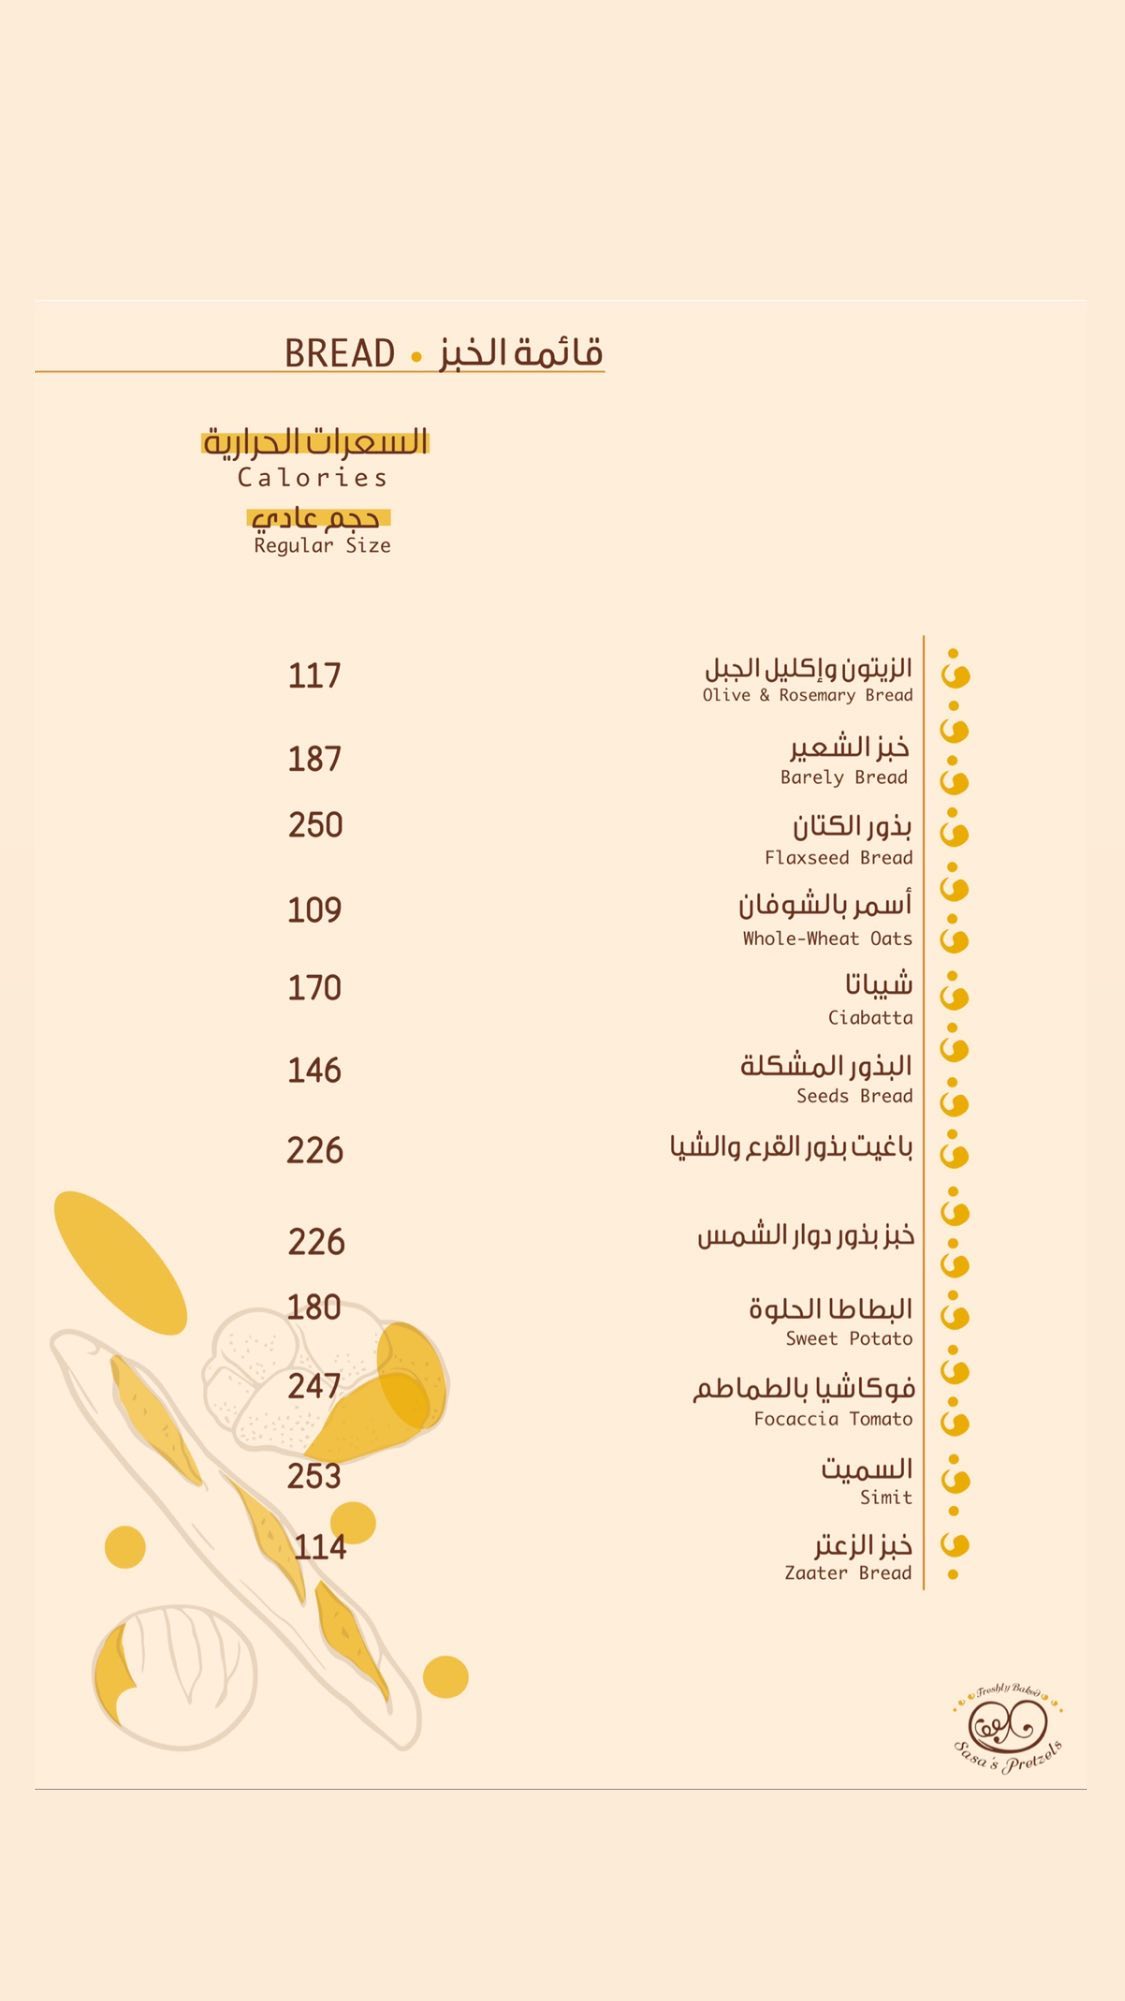 قائمة الخبز • BREAD
السعرات الحرارية
Calories
حجم عادي
Regular Size
الزيتون وإكليل الجبل
Olive & Rosemary Bread
117
خبز الشعير
Barely Bread
187
بذور الكتان
Flaxseed Bread
250
أسمر بالشوفان
Whole-Wheat Oats
109
شيباتا
Ciabatta
170
البذور المشكلة
Seeds Bread
146
باغيت بذور القرع والشيا
226
خبز بذور دوار الشمس
226
البطاطا الحلوة
Sweet Potato
180
فوكاشيا بالطماطم
Focaccia Tomato
247
السميت
Simit
253
خبز الزعتر
Zaater Bread
114
Freshly Baked
Sasa's Pretzels